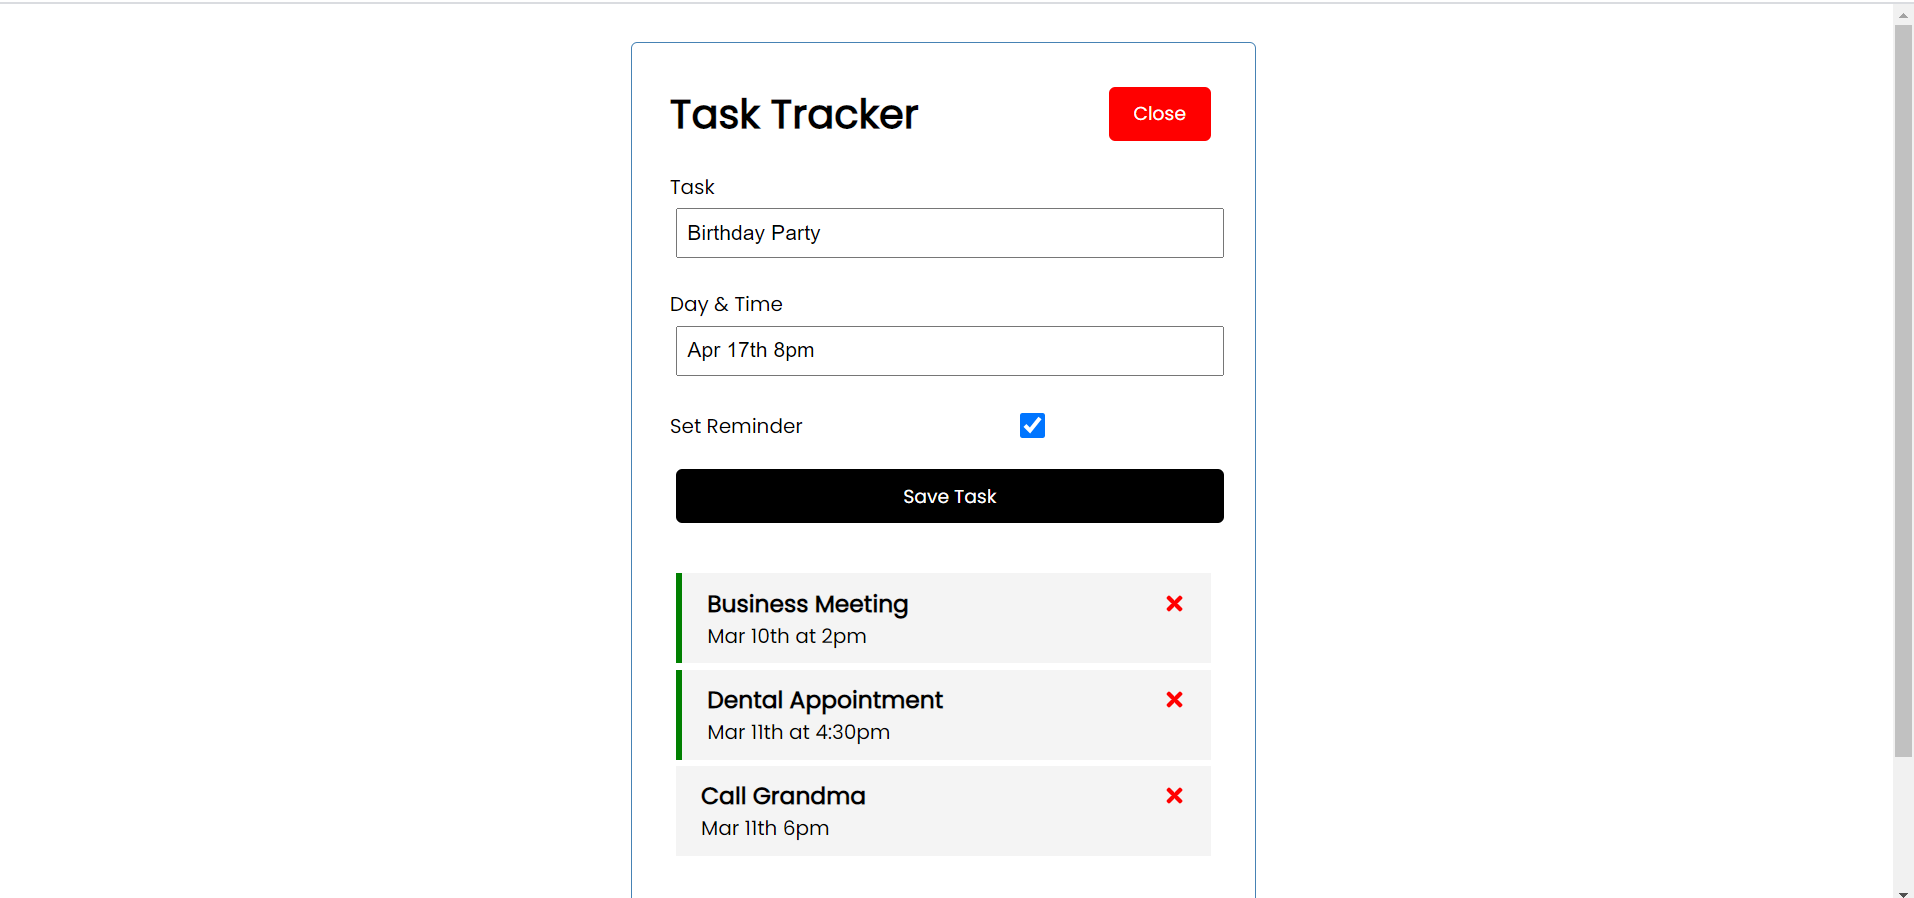 Task Tracker
Close
Task
Birthday Party
Day & Time
Apr 17th 8pm
Set Reminder
Save Task
Business Meeting
Mar 10th at 2pm
Dental Appointment
Mar 11th at 4:30pm
Call Grandma
Mar 11th 6pm